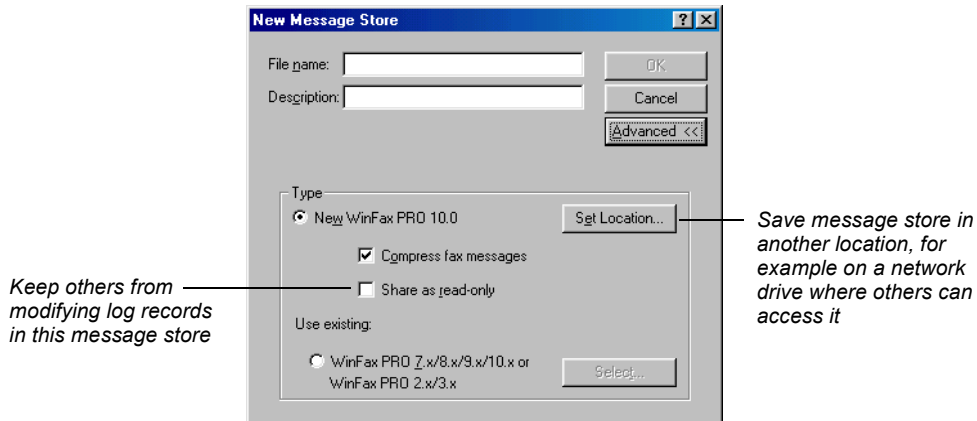 New Message Store
File name:
OK
Description:
Cancel
Advanced <<
Type
New WinFax PRO 10.0
Set Location...
Compress fax messages
Share as read-only
Use existing:
WinFax PRO 7.x/8.x/9.x/10.x or
WinFax PRO 2.x/3.x
Select...
Keep others from
modifying log records
in this message store
Save message store in
another location, for
example on a network
drive where others can
access it